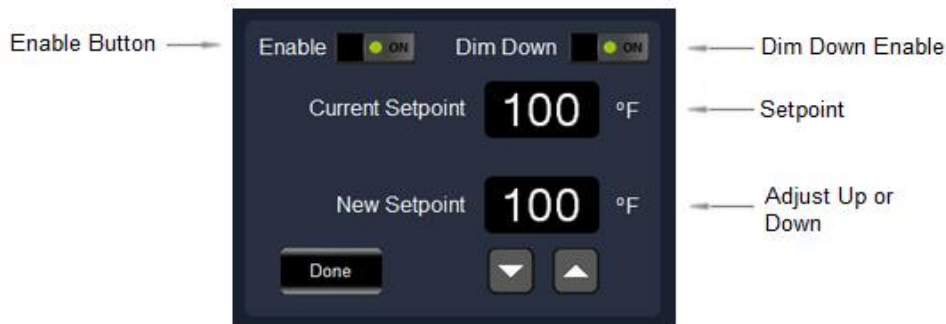 Enable Button
Enable ON Dim Down ON
Dim Down Enable
Current Setpoint 100 °F
Setpoint
New Setpoint 100 °F
Adjust Up or
Down
Done